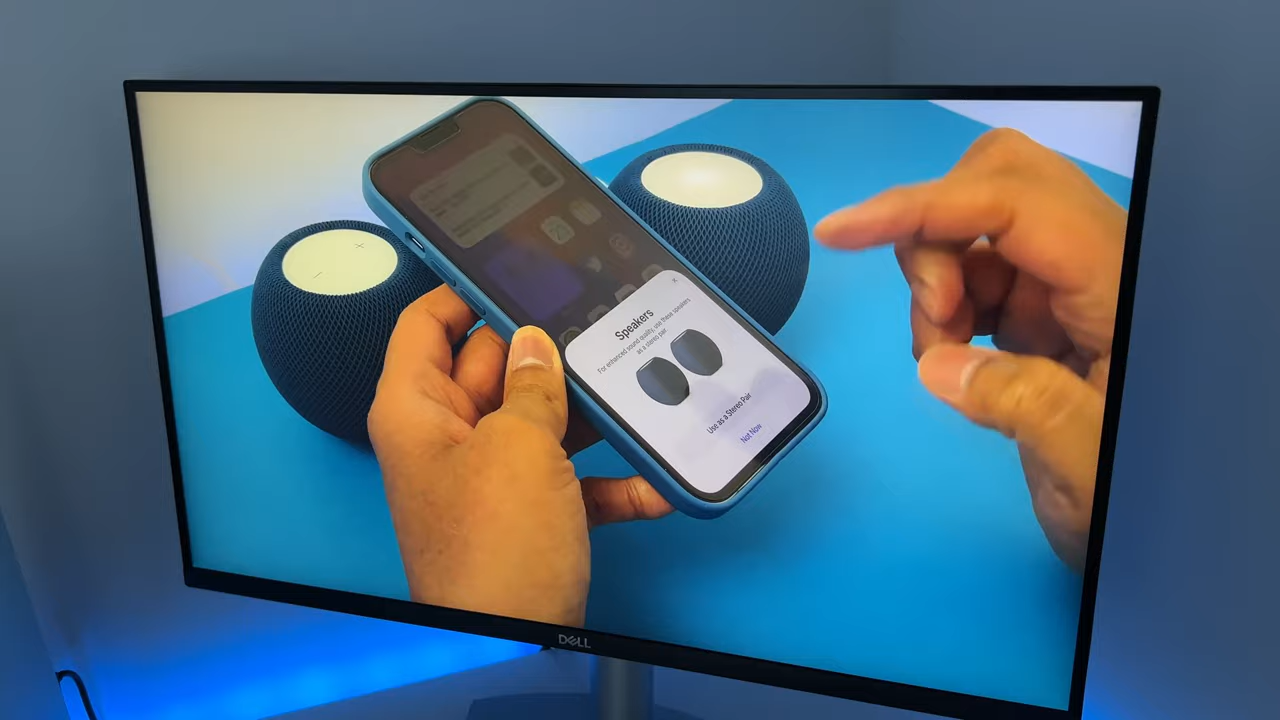 Speakers
For enhanced sound quality, use these speakers
as a stereo pair
Use as a Stereo Pair
Not Now
DELL